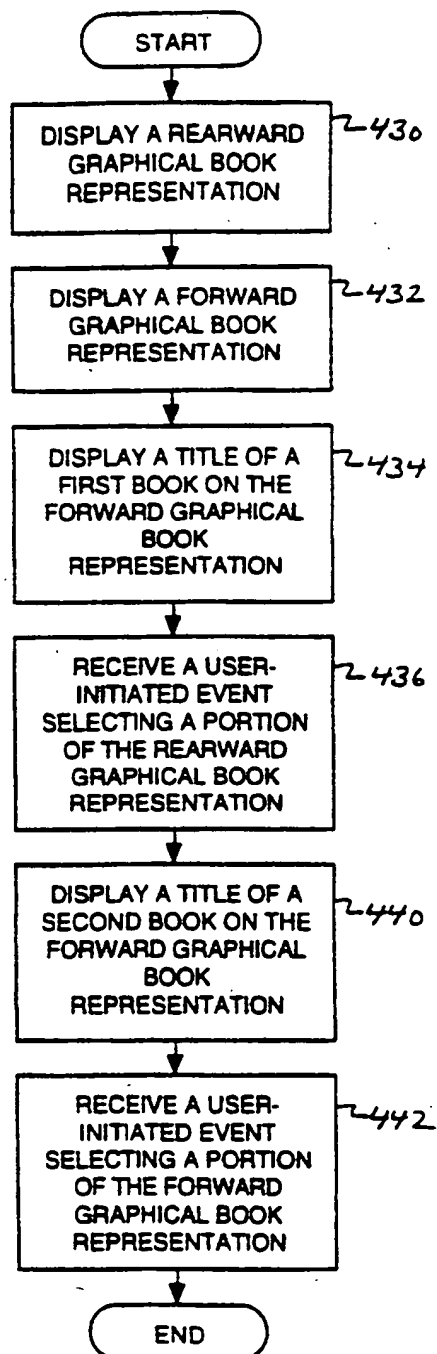 START
DISPLAY A REARWARD
GRAPHICAL BOOK
REPRESENTATION
430
DISPLAY A FORWARD
GRAPHICAL BOOK
REPRESENTATION
432
DISPLAY A TITLE OF A
FIRST BOOK ON THE
FORWARD GRAPHICAL
BOOK
REPRESENTATION
434
RECEIVE A USER-
INITIATED EVENT
SELECTING A PORTION
OF THE REARWARD
GRAPHICAL BOOK
REPRESENTATION
436
DISPLAY A TITLE OF A
SECOND BOOK ON THE
FORWARD GRAPHICAL
BOOK
REPRESENTATION
440
RECEIVE A USER-
INITIATED EVENT
SELECTING A PORTION
OF THE FORWARD
GRAPHICAL BOOK
REPRESENTATION
442
END